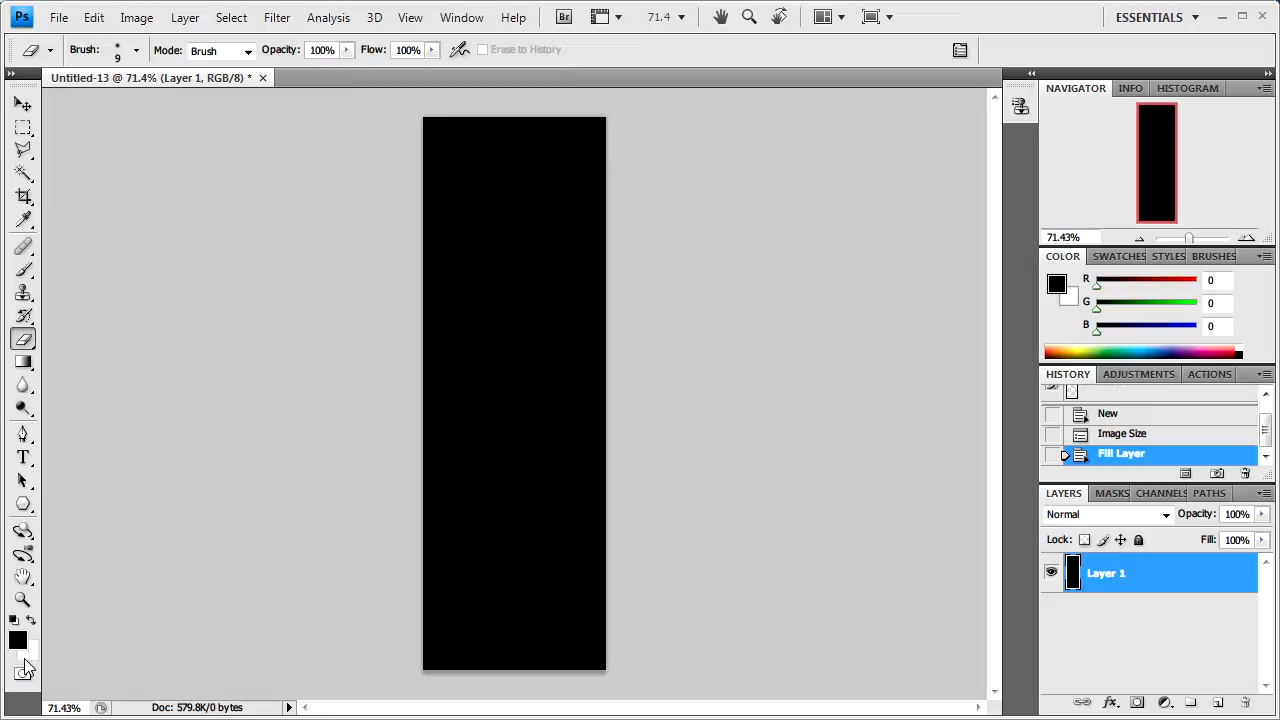 Ps File Edit Image Layer Select Filter Analysis 3D View Window Help Br 71.4 ESSENTIALS
Brush: 9 Mode: Brush Opacity: 100% Flow: 100% Erase to History
Untitled-13 @ 71.4% (Layer 1, RGB/8) *
NAVIGATOR INFO HISTOGRAM
71.43%
COLOR SWATCHES STYLES BRUSHES
R 0
G 0
B 0
HISTORY ADJUSTMENTS ACTIONS
New
Image Size
Fill Layer
LAYERS MASKS CHANNELS PATHS
Normal Opacity: 100%
Lock: Fill: 100%
Layer 1
T
fx
71.43% Doc: 579.8K/0 bytes